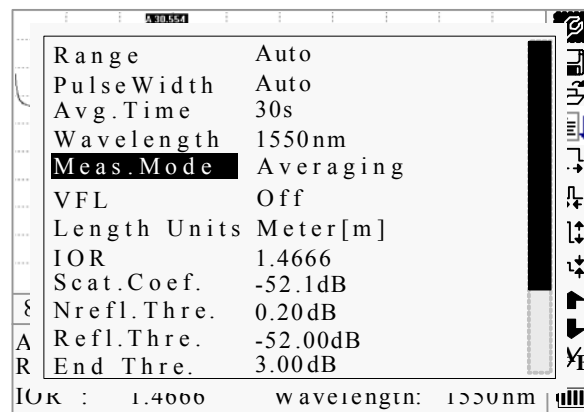 A 30.554
Range Auto
PulseWidth Auto
Avg.Time 30s
Wavelength 1550nm
Meas.Mode Averaging
VFL Off
Length Units Meter[m]
IOR 1.4666
Scat.Coef. -52.1dB
Nrefl.Thre. 0.20dB
Refl.Thre. -52.00dB
End Thre. 3.00dB
A
R
IOR : 1.4666 Wavelength: 1550nm